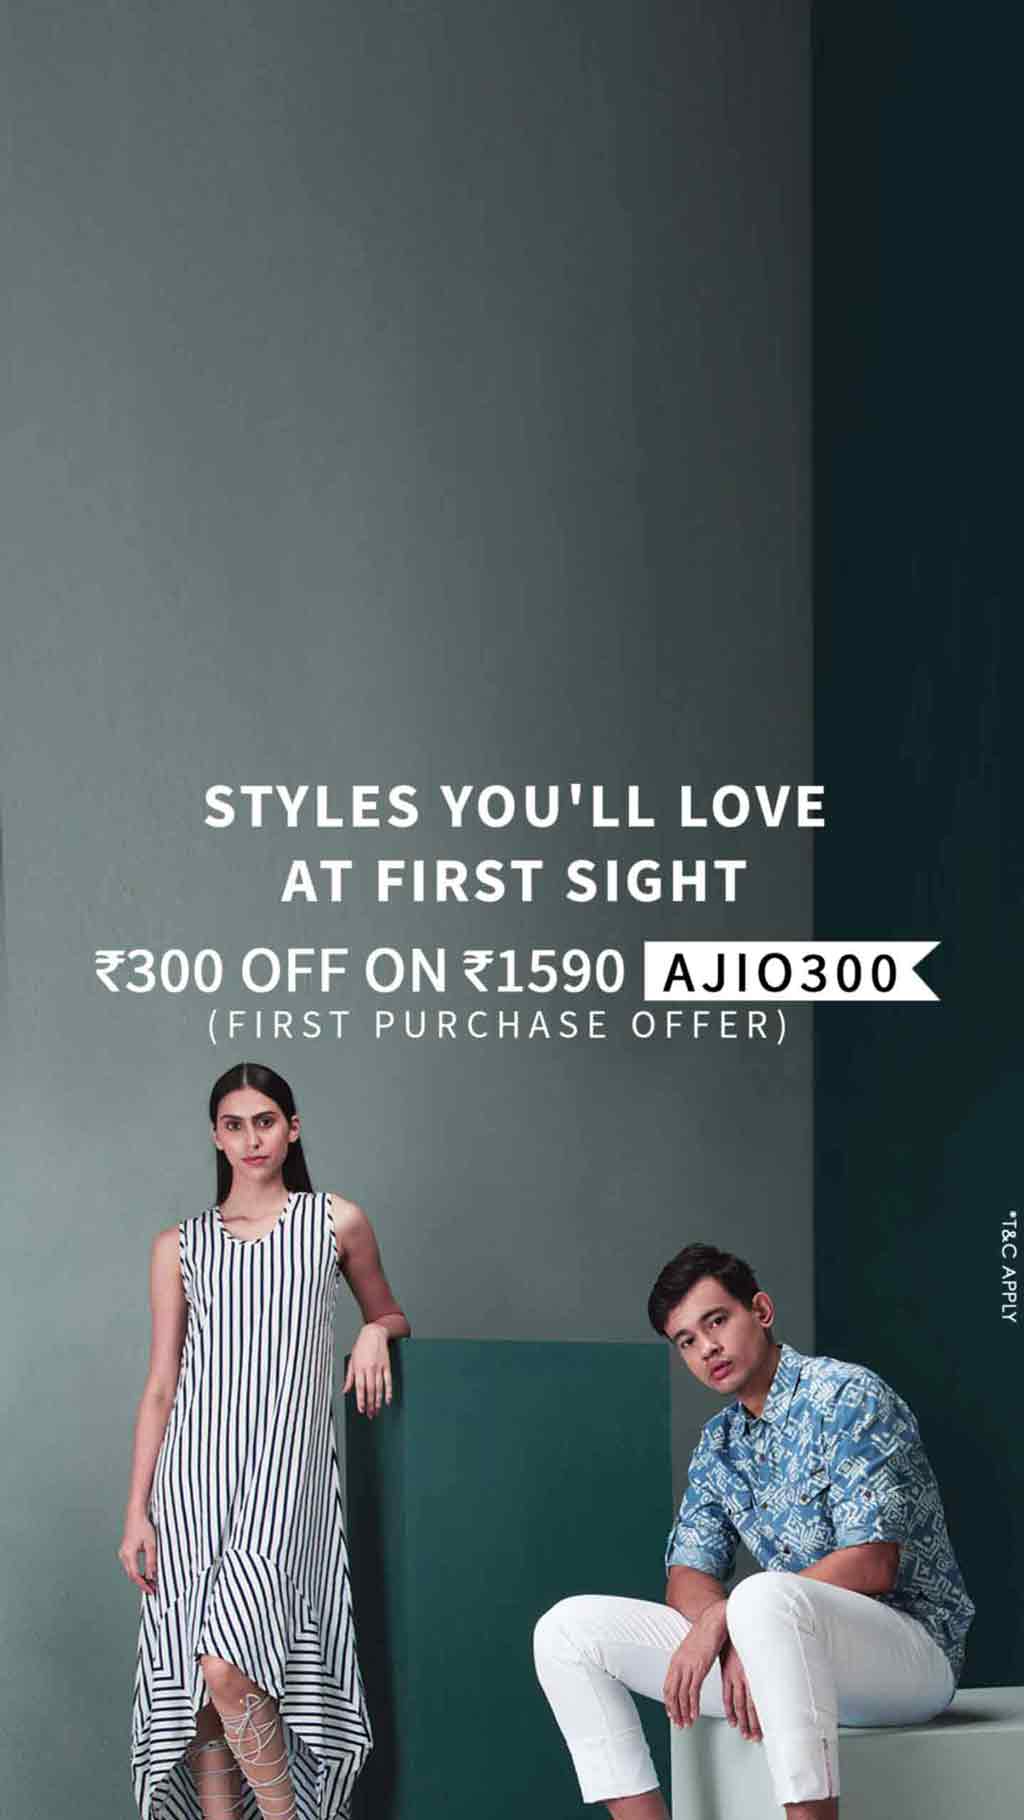 STYLES YOU'LL LOVE
AT FIRST SIGHT
₹300 OFF ON ₹1590 AJIO300
(FIRST PURCHASE OFFER)
*T&C APPLY